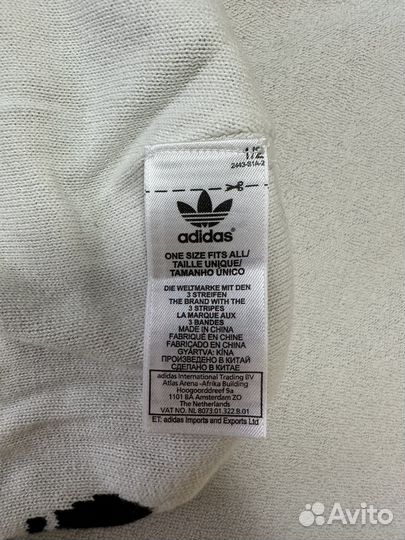 1/2
2443-S1A-2
adidas®
ONE SIZE FITS ALL/
TAILLE UNIQUE/
TAMANHO ÚNICO
DIE WELTMARKE MIT DEN
3 STREIFEN
THE BRAND WITH THE
3 STRIPES
LA MARQUE AUX
3 BANDES
MADE IN CHINA
FABRIQUÉ EN CHINE
FABRICADO EN CHINA
GYÁRTVA: KÍNA
ПРОИЗВЕДЕНО В КИТАЕ
СДЕЛАНО В КИТАЕ
adidas International Trading BV
Atlas Arena -Afrika Building
Hoogoorddreef 9a
1101 BA Amsterdam ZO
The Netherlands
VAT NO. NL 8073.01.322.B.01
ET: adidas Imports and Exports Ltd
Avito